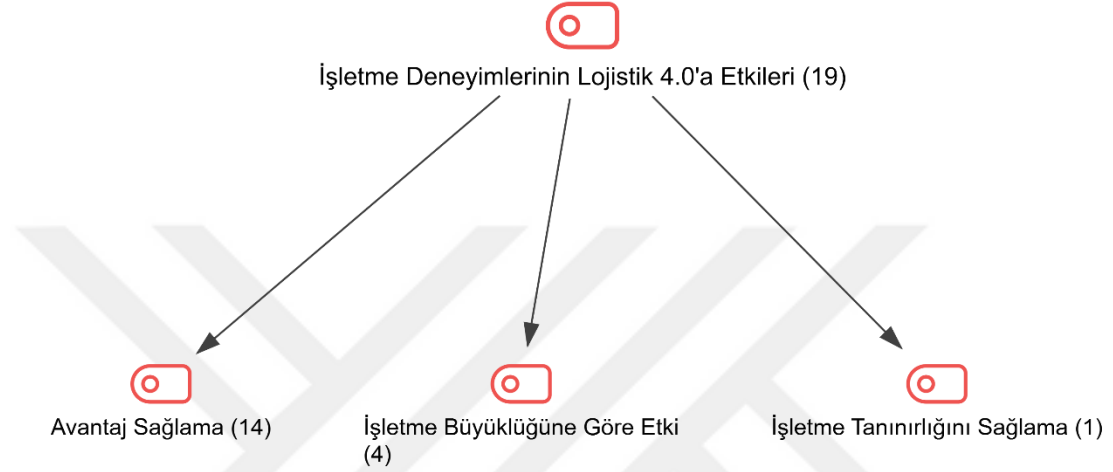 İşletme Deneyimlerinin Lojistik 4.0'a Etkileri (19)
Avantaj Sağlama (14)
İşletme Büyüklüğüne Göre Etki
(4)
İşletme Tanınırlığını Sağlama (1)